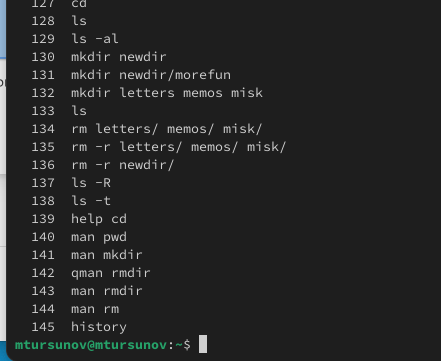 127 cd
128 ls
129 ls -al
130 mkdir newdir
131 mkdir newdir/morefun
132 mkdir letters memos misk
133 ls
134 rm letters/ memos/ misk/
135 rm -r letters/ memos/ misk/
136 rm -r newdir/
137 ls -R
138 ls -t
139 help cd
140 man pwd
141 man mkdir
142 qman rmdir
143 man rmdir
144 man rm
145 history
mtursunov@mtursunov:~$